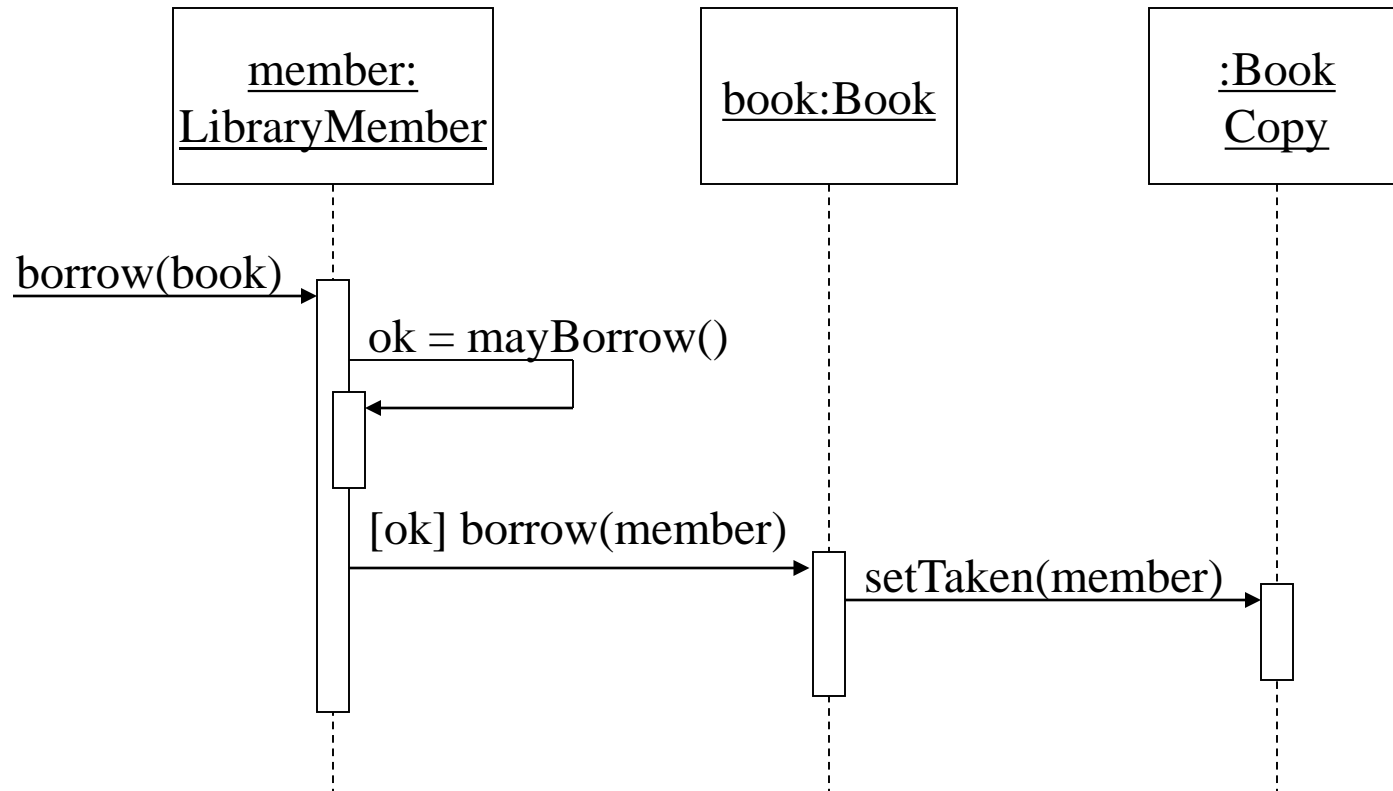 member:
LibraryMember
book:Book
:Book
Copy
borrow(book)
ok = mayBorrow()
[ok] borrow(member)
setTaken(member)